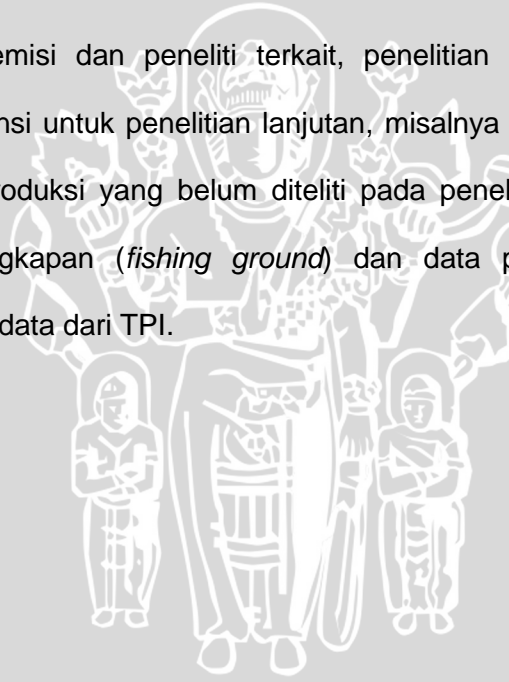 emisi dan peneliti terkait, penelitian
nsi untuk penelitian lanjutan, misalnya
roduksi yang belum diteliti pada penel
gkapan (fishing ground) dan data p
data dari TPI.